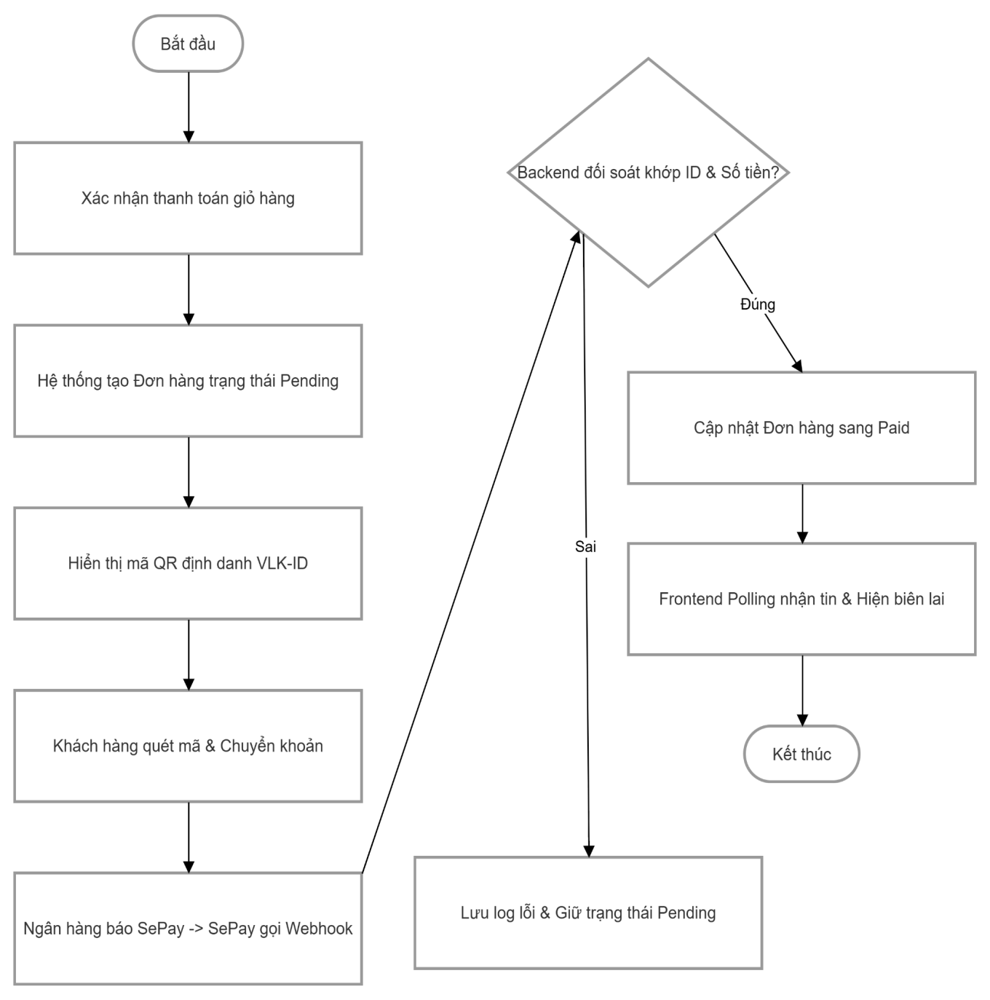 Bắt đầu
Xác nhận thanh toán giỏ hàng
Hệ thống tạo Đơn hàng trạng thái Pending
Hiển thị mã QR định danh VLK-ID
Khách hàng quét mã & Chuyển khoản
Ngân hàng báo SePay -> SePay gọi Webhook
Backend đối soát khớp ID & Số tiền?
Đúng
Sai
Cập nhật Đơn hàng sang Paid
Frontend Polling nhận tin & Hiện biên lai
Kết thúc
Lưu log lỗi & Giữ trạng thái Pending